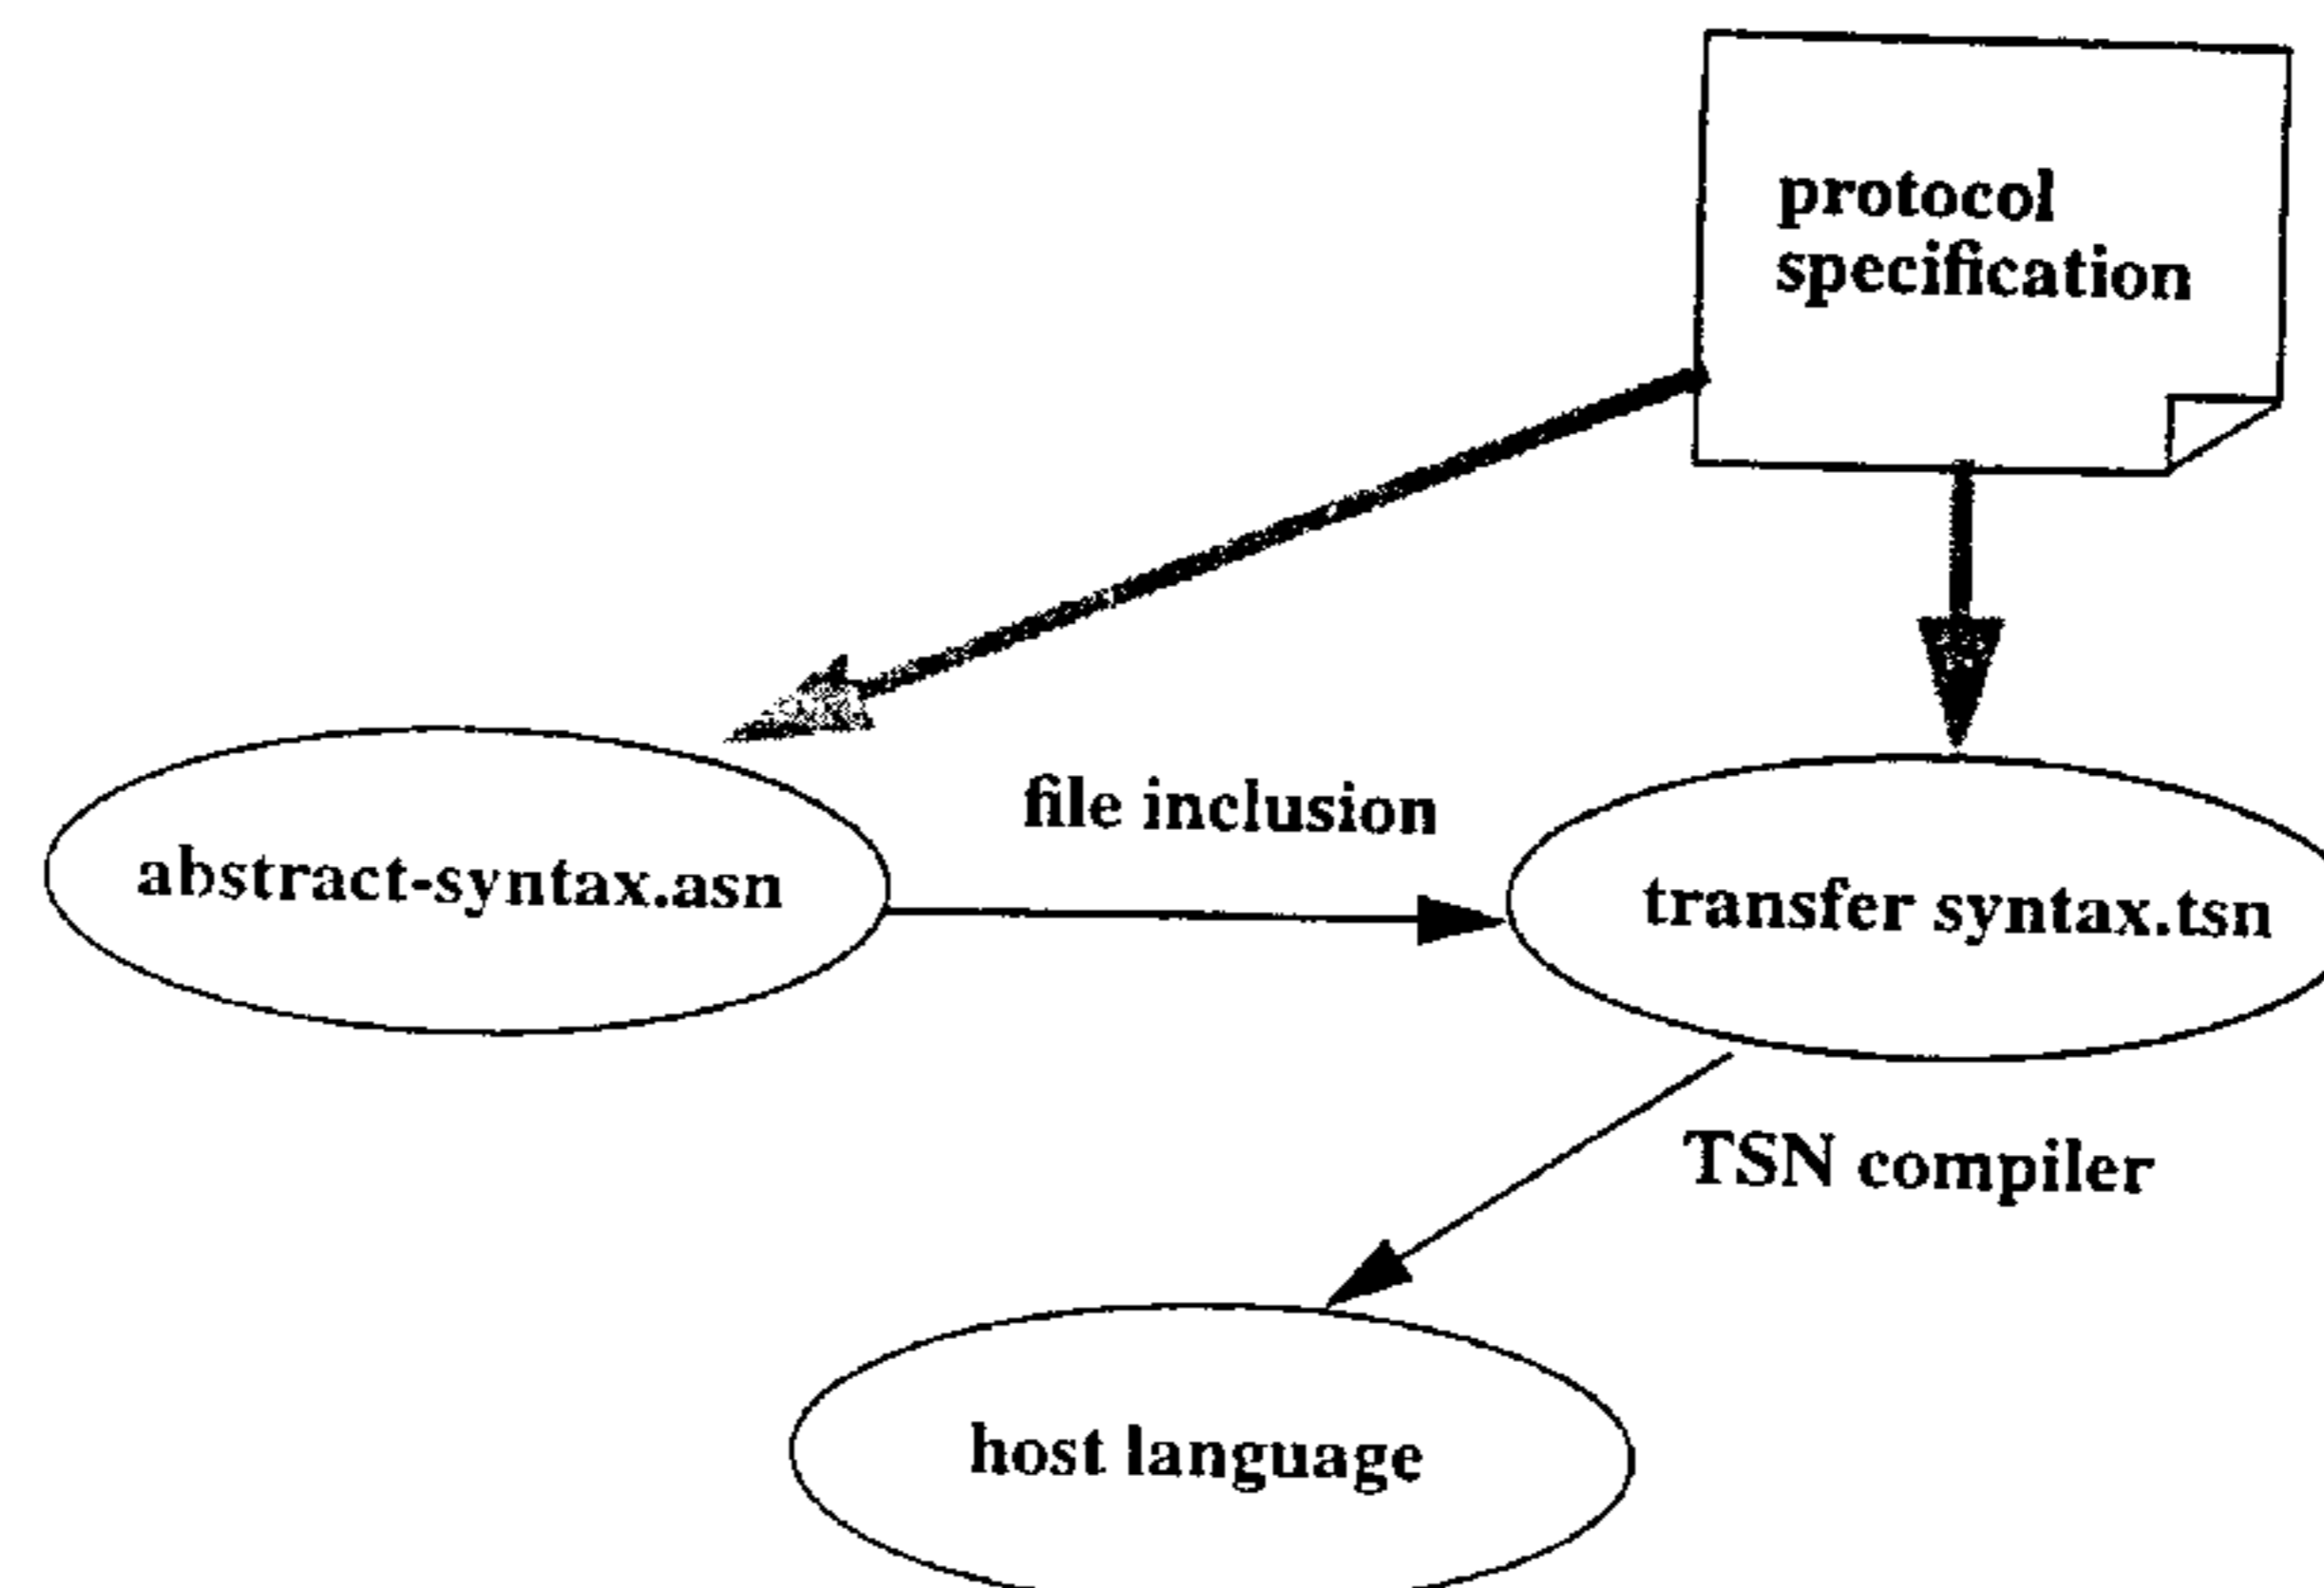 protocol
specification
file inclusion
abstract-syntax.asn
transfer syntax.tsn
TSN compiler
host language